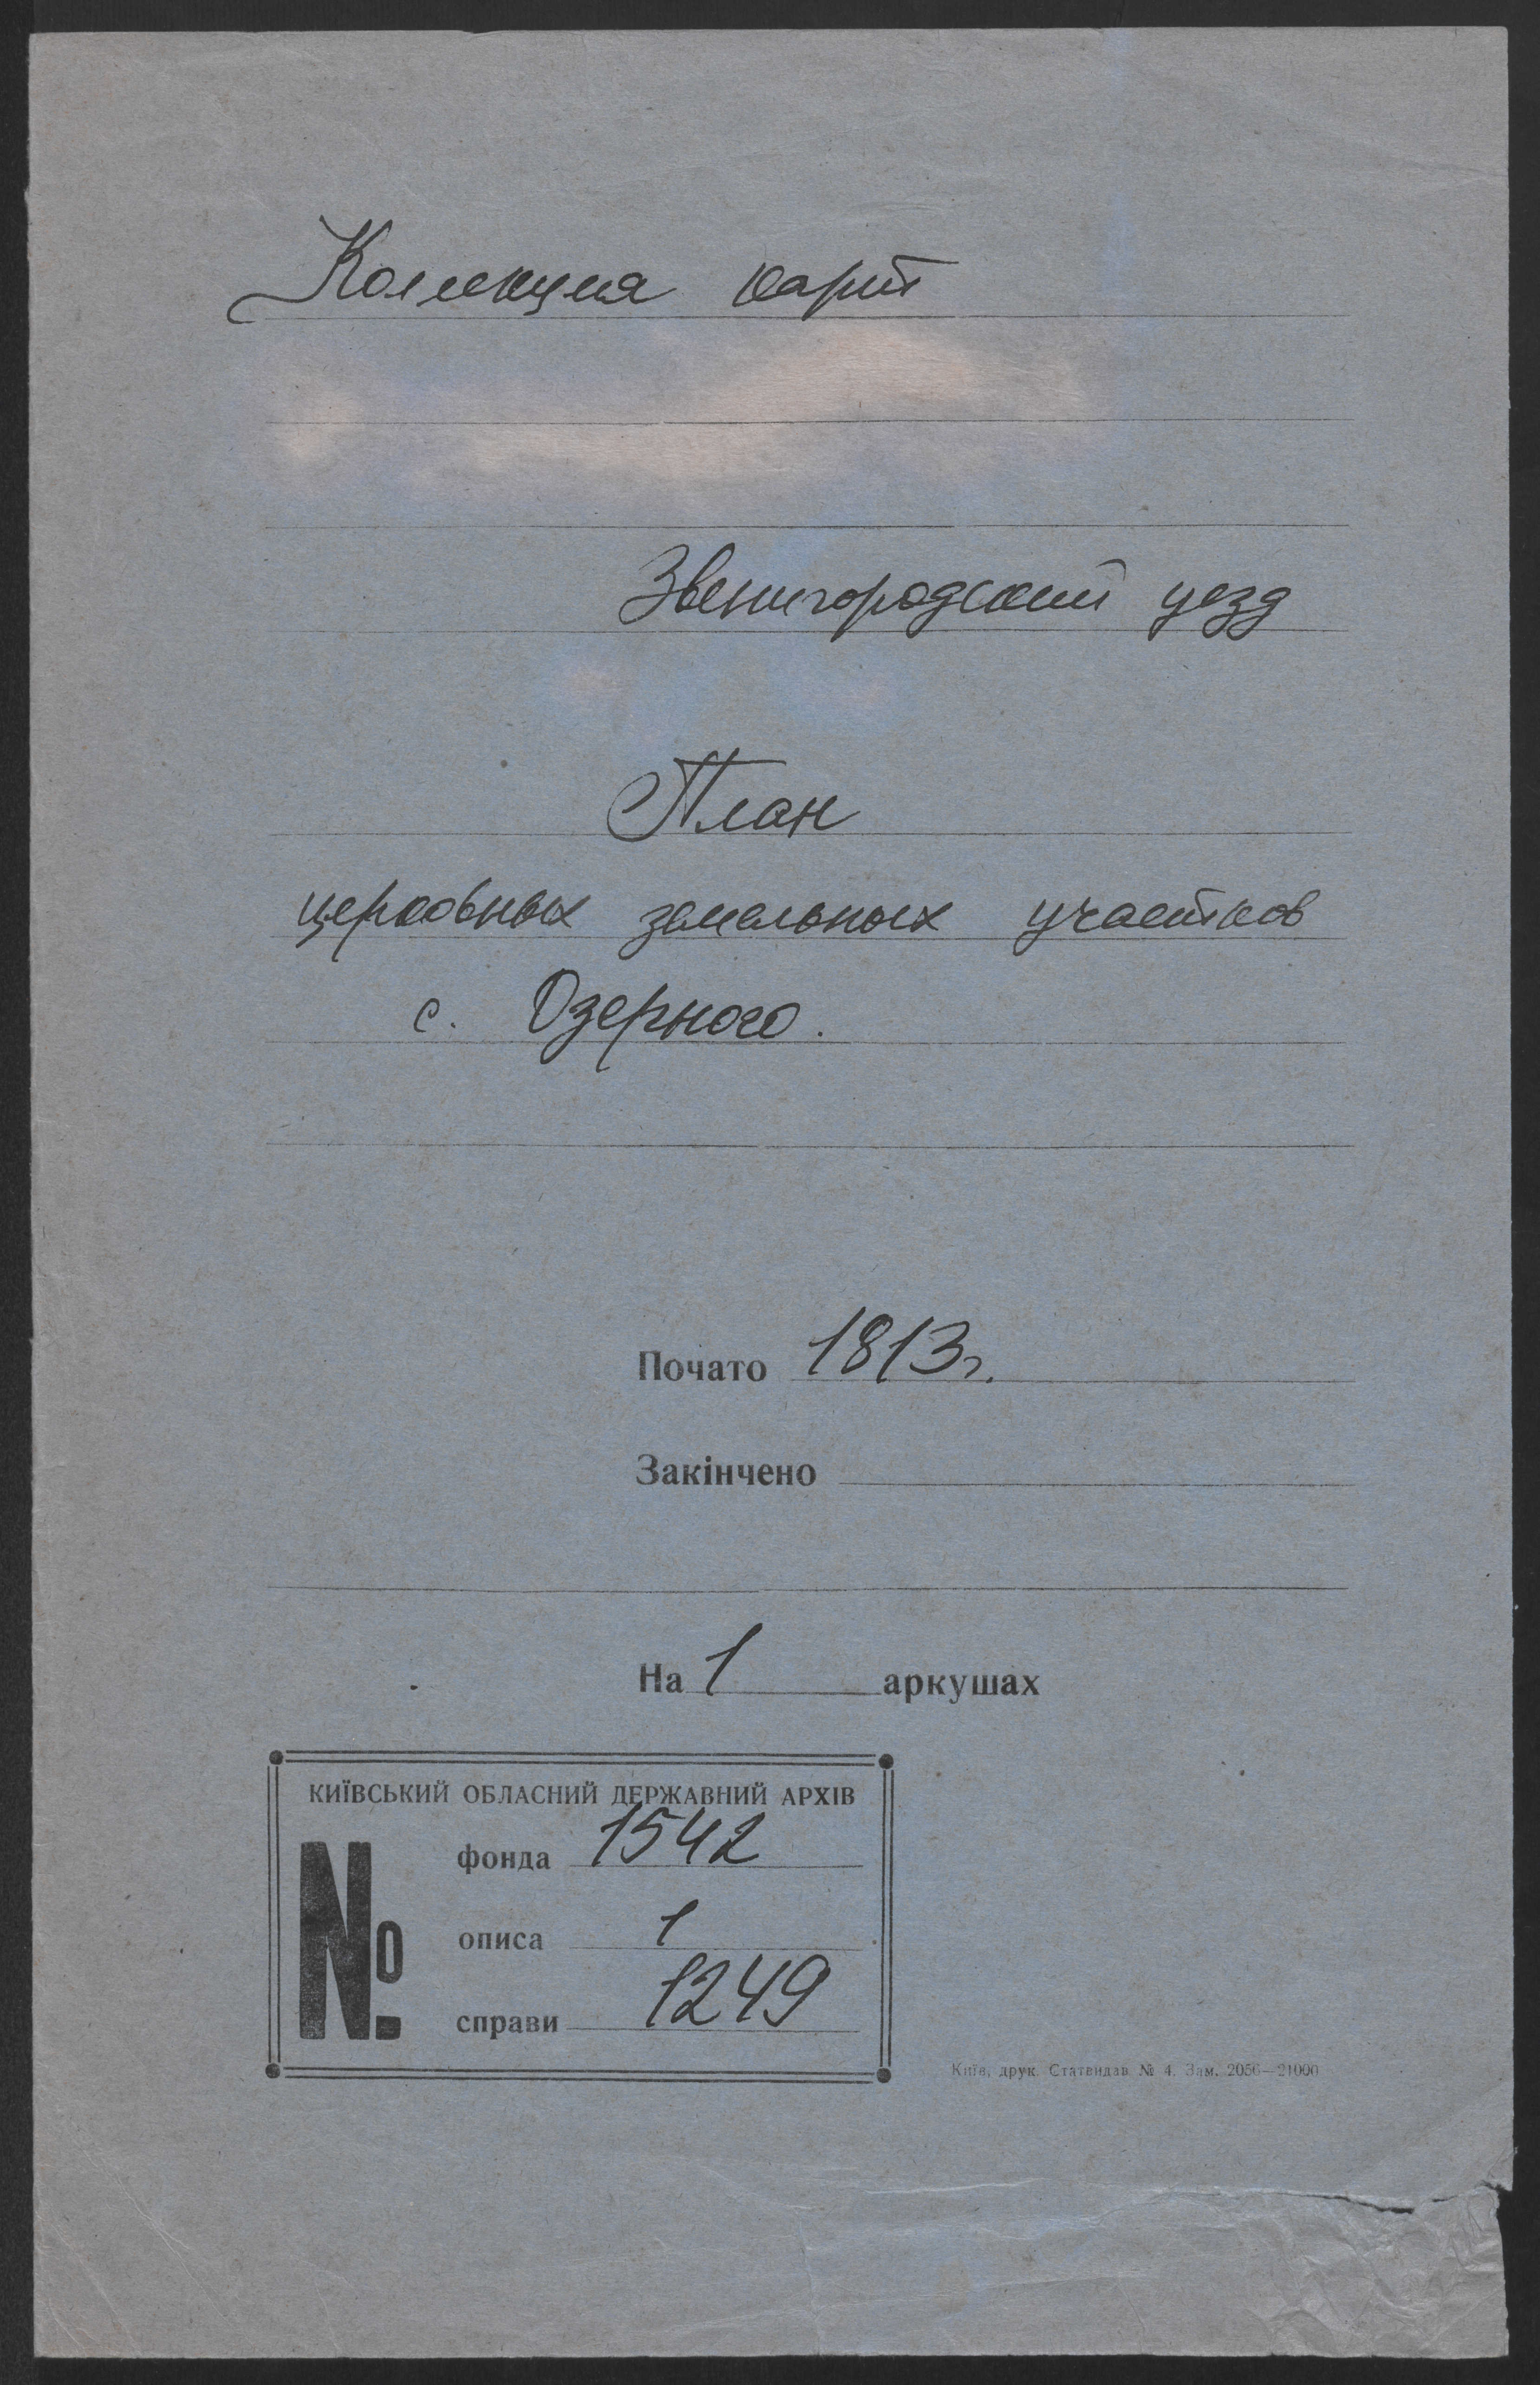 Коллекция карт
Звенигородский уезд
План
церковных земельных участков
с. Озерного.
Почато 1813 г.
Закінчено
На 1 аркушах
КИЇВСЬКИЙ ОБЛАСНИЙ ДЕРЖАВНИЙ АРХІВ
№
фонда 1542
описа 1
справи 1249
Київ, друк. Статвидав № 4. Зам. 2056—21000